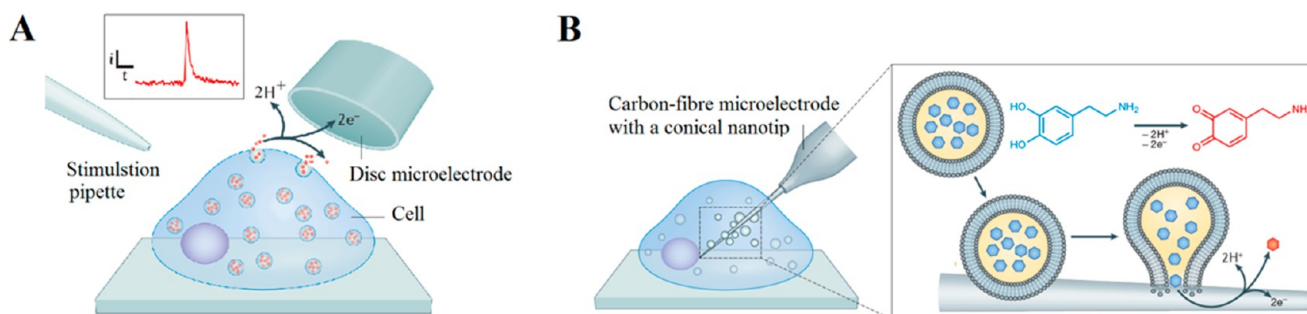 A
i
t
2H⁺
2e⁻
Stimulstion
pipette
Disc microelectrode
Cell
B
Carbon-fibre microelectrode
with a conical nanotip
HO
HO
NH₂
−2H⁺
−2e⁻
O
O
NH
2H⁺
2e⁻